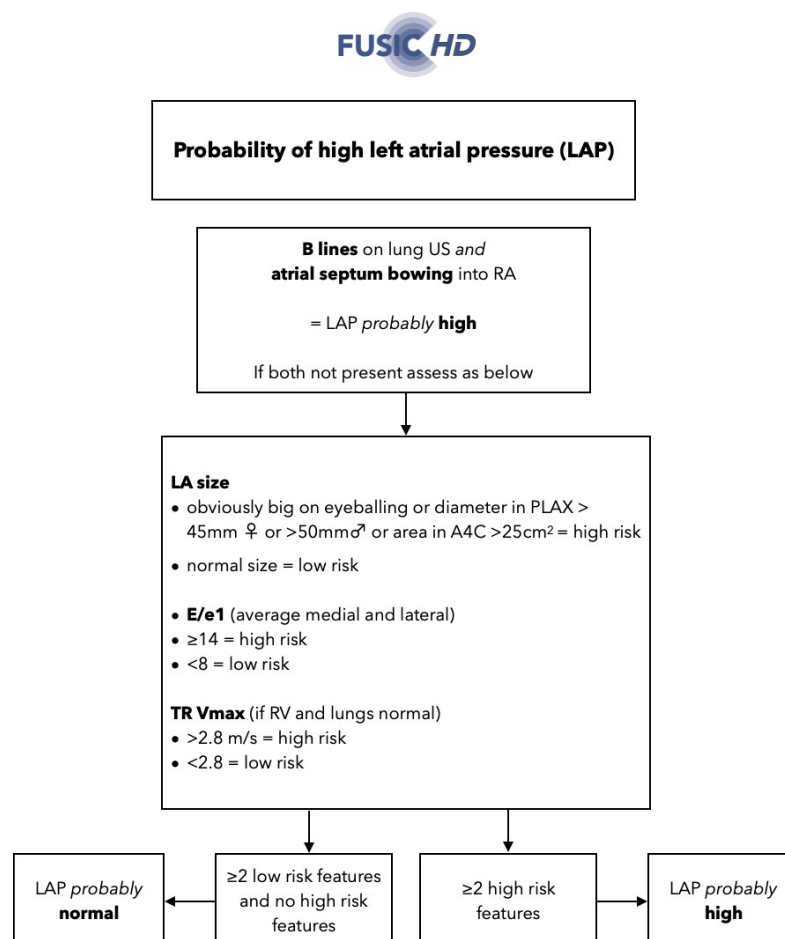 FUSIC HD
Probability of high left atrial pressure (LAP)
B lines on lung US and
atrial septum bowing into RA
= LAP probably high
If both not present assess as below
LA size
• obviously big on eyeballing or diameter in PLAX >
45mm ♀ or >50mm♂ or area in A4C >25cm² = high risk
• normal size = low risk
• E/e1 (average medial and lateral)
• ≥14 = high risk
• <8 = low risk
TR Vmax (if RV and lungs normal)
• >2.8 m/s = high risk
• <2.8 = low risk
LAP probably
normal
≥2 low risk features
and no high risk
features
≥2 high risk
features
LAP probably
high